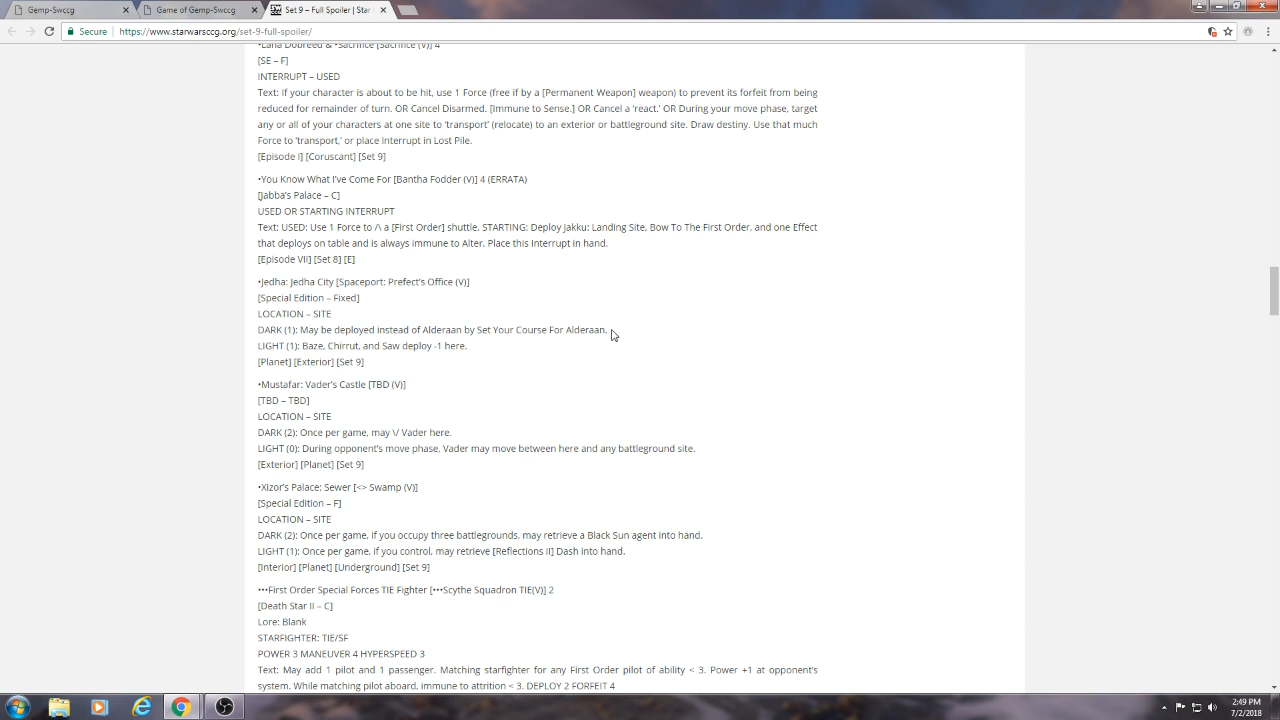 Gemp-Swccg
Game of Gemp-Swccg
Set 9 – Full Spoiler | Star
Secure
https://www.starwarsccg.org/set-9-full-spoiler/
•Lana Dobreed & •Sacrifice [Sacrifice (V)] 4
[SE – F]
INTERRUPT – USED
Text: If your character is about to be hit, use 1 Force (free if by a [Permanent Weapon] weapon) to prevent its forfeit from being
reduced for remainder of turn. OR Cancel Disarmed. [Immune to Sense.] OR Cancel a 'react.' OR During your move phase, target
any or all of your characters at one site to 'transport' (relocate) to an exterior or battleground site. Draw destiny. Use that much
Force to 'transport,' or place Interrupt in Lost Pile.
[Episode I] [Coruscant] [Set 9]
•You Know What I've Come For [Bantha Fodder (V)] 4 (ERRATA)
[Jabba's Palace – C]
USED OR STARTING INTERRUPT
Text: USED: Use 1 Force to /\ a [First Order] shuttle. STARTING: Deploy Jakku: Landing Site, Bow To The First Order, and one Effect
that deploys on table and is always immune to Alter. Place this Interrupt in hand.
[Episode VII] [Set 8] [E]
•Jedha: Jedha City [Spaceport: Prefect's Office (V)]
[Special Edition – Fixed]
LOCATION – SITE
DARK (1): May be deployed instead of Alderaan by Set Your Course For Alderaan.
LIGHT (1): Baze, Chirrut, and Saw deploy -1 here.
[Planet] [Exterior] [Set 9]
•Mustafar: Vader's Castle [TBD (V)]
[TBD – TBD]
LOCATION – SITE
DARK (2): Once per game, may \/ Vader here.
LIGHT (0): During opponent's move phase, Vader may move between here and any battleground site.
[Exterior] [Planet] [Set 9]
•Xizor's Palace: Sewer [<> Swamp (V)]
[Special Edition – F]
LOCATION – SITE
DARK (2): Once per game, if you occupy three battlegrounds, may retrieve a Black Sun agent into hand.
LIGHT (1): Once per game, if you control, may retrieve [Reflections II] Dash into hand.
[Interior] [Planet] [Underground] [Set 9]
•••First Order Special Forces TIE Fighter [•••Scythe Squadron TIE(V)] 2
[Death Star II – C]
Lore: Blank
STARFIGHTER: TIE/SF
POWER 3 MANEUVER 4 HYPERSPEED 3
Text: May add 1 pilot and 1 passenger. Matching starfighter for any First Order pilot of ability < 3. Power +1 at opponent's
system. While matching pilot aboard, immune to attrition < 3. DEPLOY 2 FORFEIT 4
2:49 PM
7/2/2018